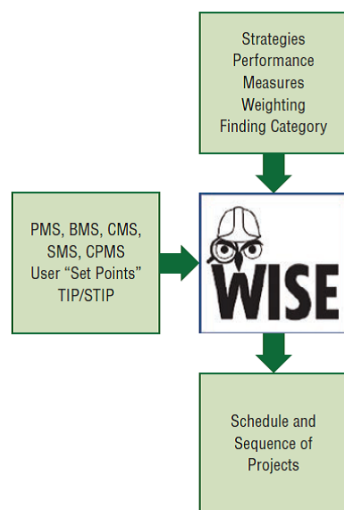 Strategies
Performance
Measures
Weighting
Finding Category
PMS, BMS, CMS,
SMS, CPMS
User “Set Points”
TIP/STIP
WISE
Schedule and
Sequence of
Projects